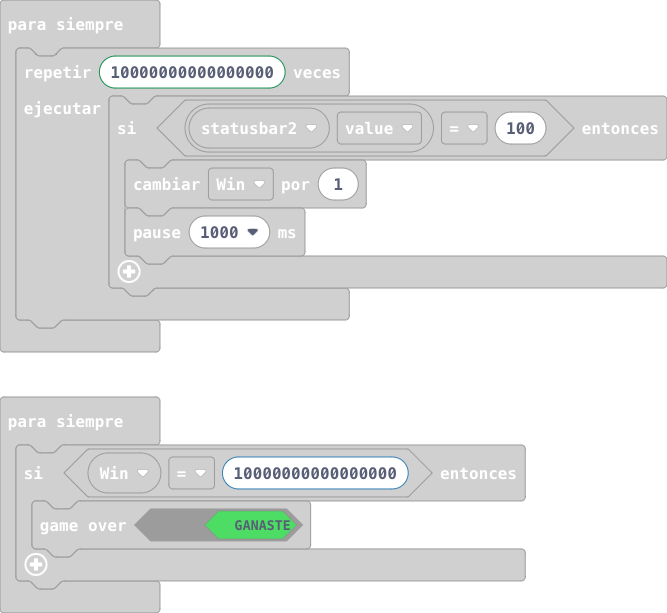 para siempre
repetir 10000000000000000 veces
ejecutar
si statusbar2 value = 100 entonces
cambiar Win por 1
pause 1000 ms
para siempre
si Win = 10000000000000000 entonces
game over GANASTE